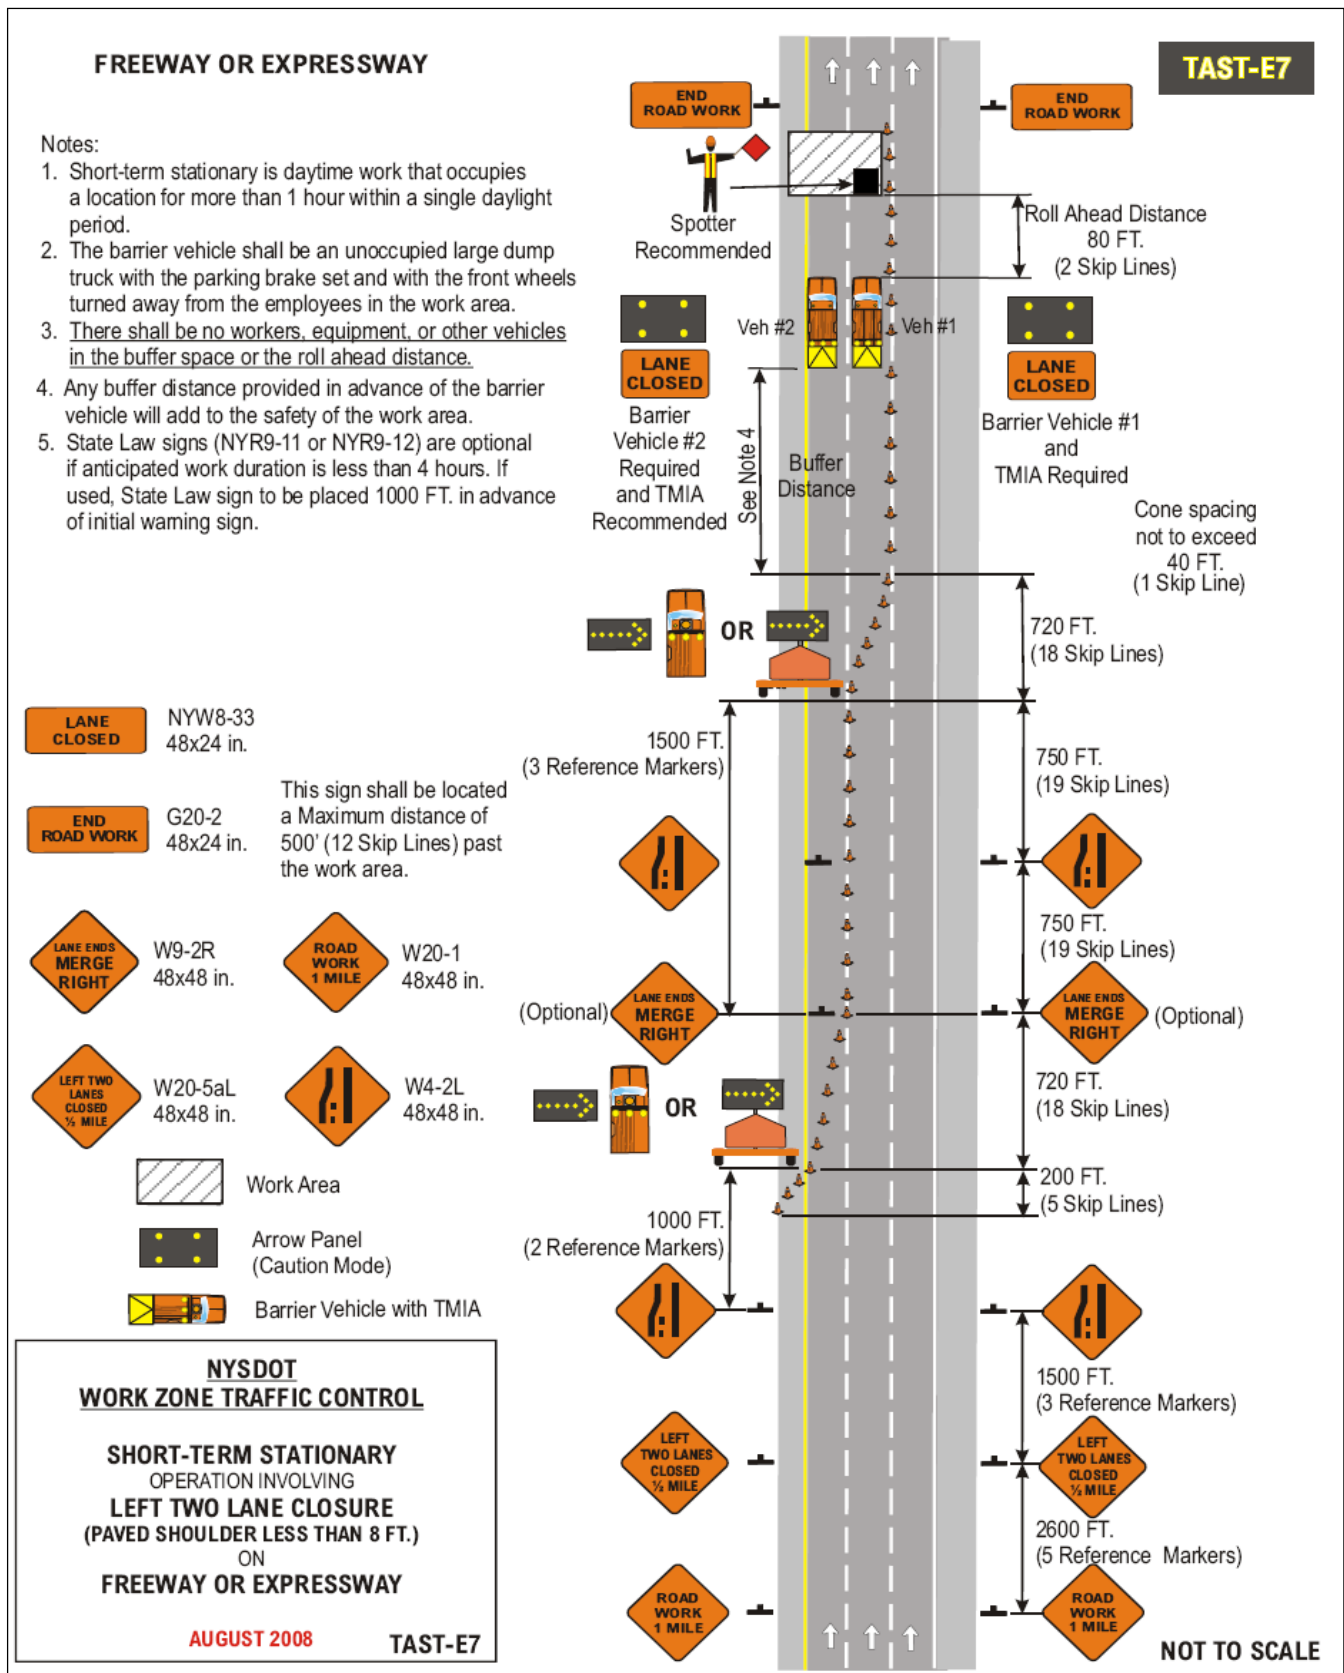 FREEWAY OR EXPRESSWAY
TAST-E7
Notes:
1. Short-term stationary is daytime work that occupies
a location for more than 1 hour within a single daylight
period.
2. The barrier vehicle shall be an unoccupied large dump
truck with the parking brake set and with the front wheels
turned away from the employees in the work area.
3. There shall be no workers, equipment, or other vehicles
in the buffer space or the roll ahead distance.
4. Any buffer distance provided in advance of the barrier
vehicle will add to the safety of the work area.
5. State Law signs (NYR9-11 or NYR9-12) are optional
if anticipated work duration is less than 4 hours. If
used, State Law sign to be placed 1000 FT. in advance
of initial warning sign.
END
ROAD WORK
END
ROAD WORK
Spotter
Recommended
Roll Ahead Distance
80 FT.
(2 Skip Lines)
Veh #2
Veh #1
LANE
CLOSED
LANE
CLOSED
Barrier
Vehicle #2
Required
and TMIA
Recommended
See Note 4
Buffer
Distance
Barrier Vehicle #1
and
TMIA Required
Cone spacing
not to exceed
40 FT.
(1 Skip Line)
OR
720 FT.
(18 Skip Lines)
1500 FT.
(3 Reference Markers)
750 FT.
(19 Skip Lines)
750 FT.
(19 Skip Lines)
(Optional)
LANE ENDS
MERGE
RIGHT
LANE ENDS
MERGE
RIGHT
(Optional)
720 FT.
(18 Skip Lines)
OR
200 FT.
(5 Skip Lines)
1000 FT.
(2 Reference Markers)
1500 FT.
(3 Reference Markers)
LEFT
TWO LANES
CLOSED
½ MILE
LEFT
TWO LANES
CLOSED
½ MILE
2600 FT.
(5 Reference Markers)
ROAD
WORK
1 MILE
ROAD
WORK
1 MILE
NOT TO SCALE
LANE
CLOSED
NYW8-33
48x24 in.
END
ROAD WORK
G20-2
48x24 in.
This sign shall be located
a Maximum distance of
500' (12 Skip Lines) past
the work area.
LANE ENDS
MERGE
RIGHT
W9-2R
48x48 in.
ROAD
WORK
1 MILE
W20-1
48x48 in.
LEFT TWO
LANES
CLOSED
½ MILE
W20-5aL
48x48 in.
W4-2L
48x48 in.
Work Area
Arrow Panel
(Caution Mode)
Barrier Vehicle with TMIA
NYSDOT
WORK ZONE TRAFFIC CONTROL
SHORT-TERM STATIONARY
OPERATION INVOLVING
LEFT TWO LANE CLOSURE
(PAVED SHOULDER LESS THAN 8 FT.)
ON
FREEWAY OR EXPRESSWAY
AUGUST 2008
TAST-E7